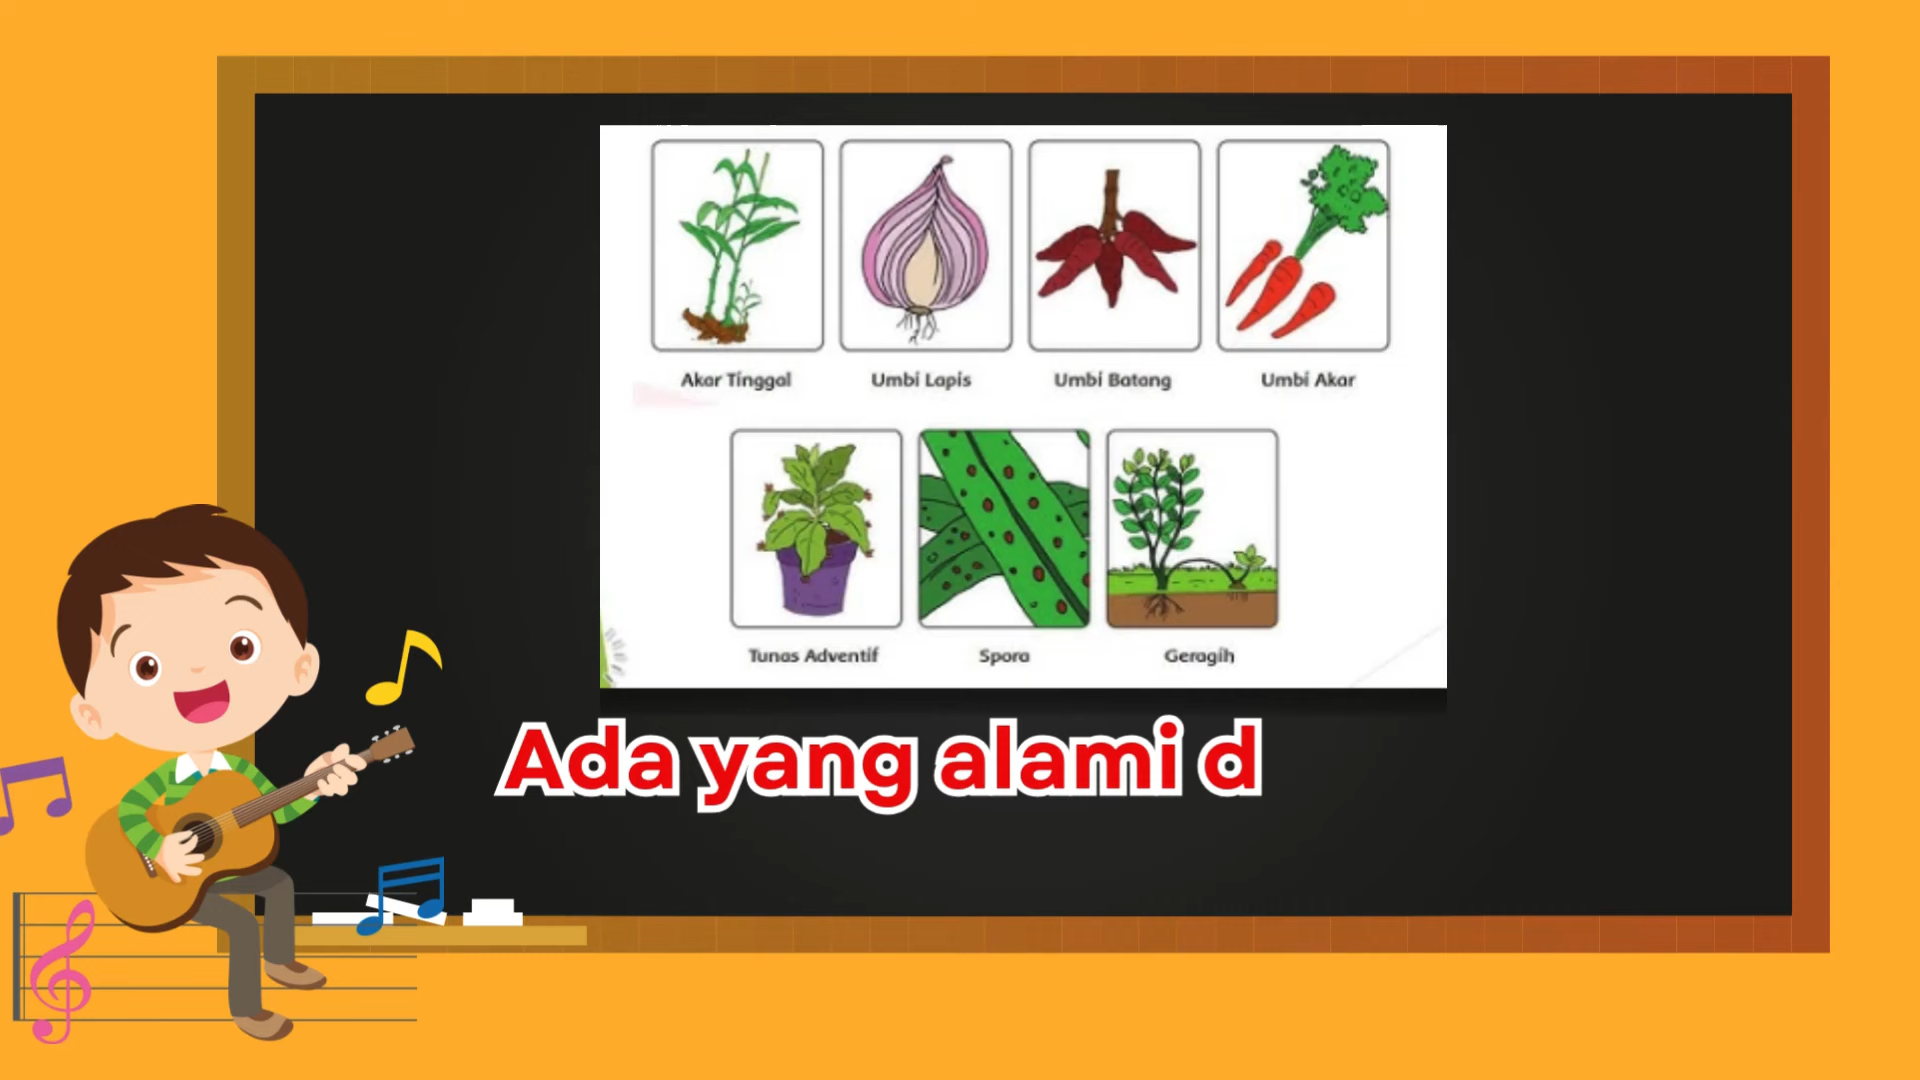 Akar Tinggal Umbi Lapis Umbi Batang Umbi Akar
Tunas Adventif Spora Geragih
Ada yang alami d